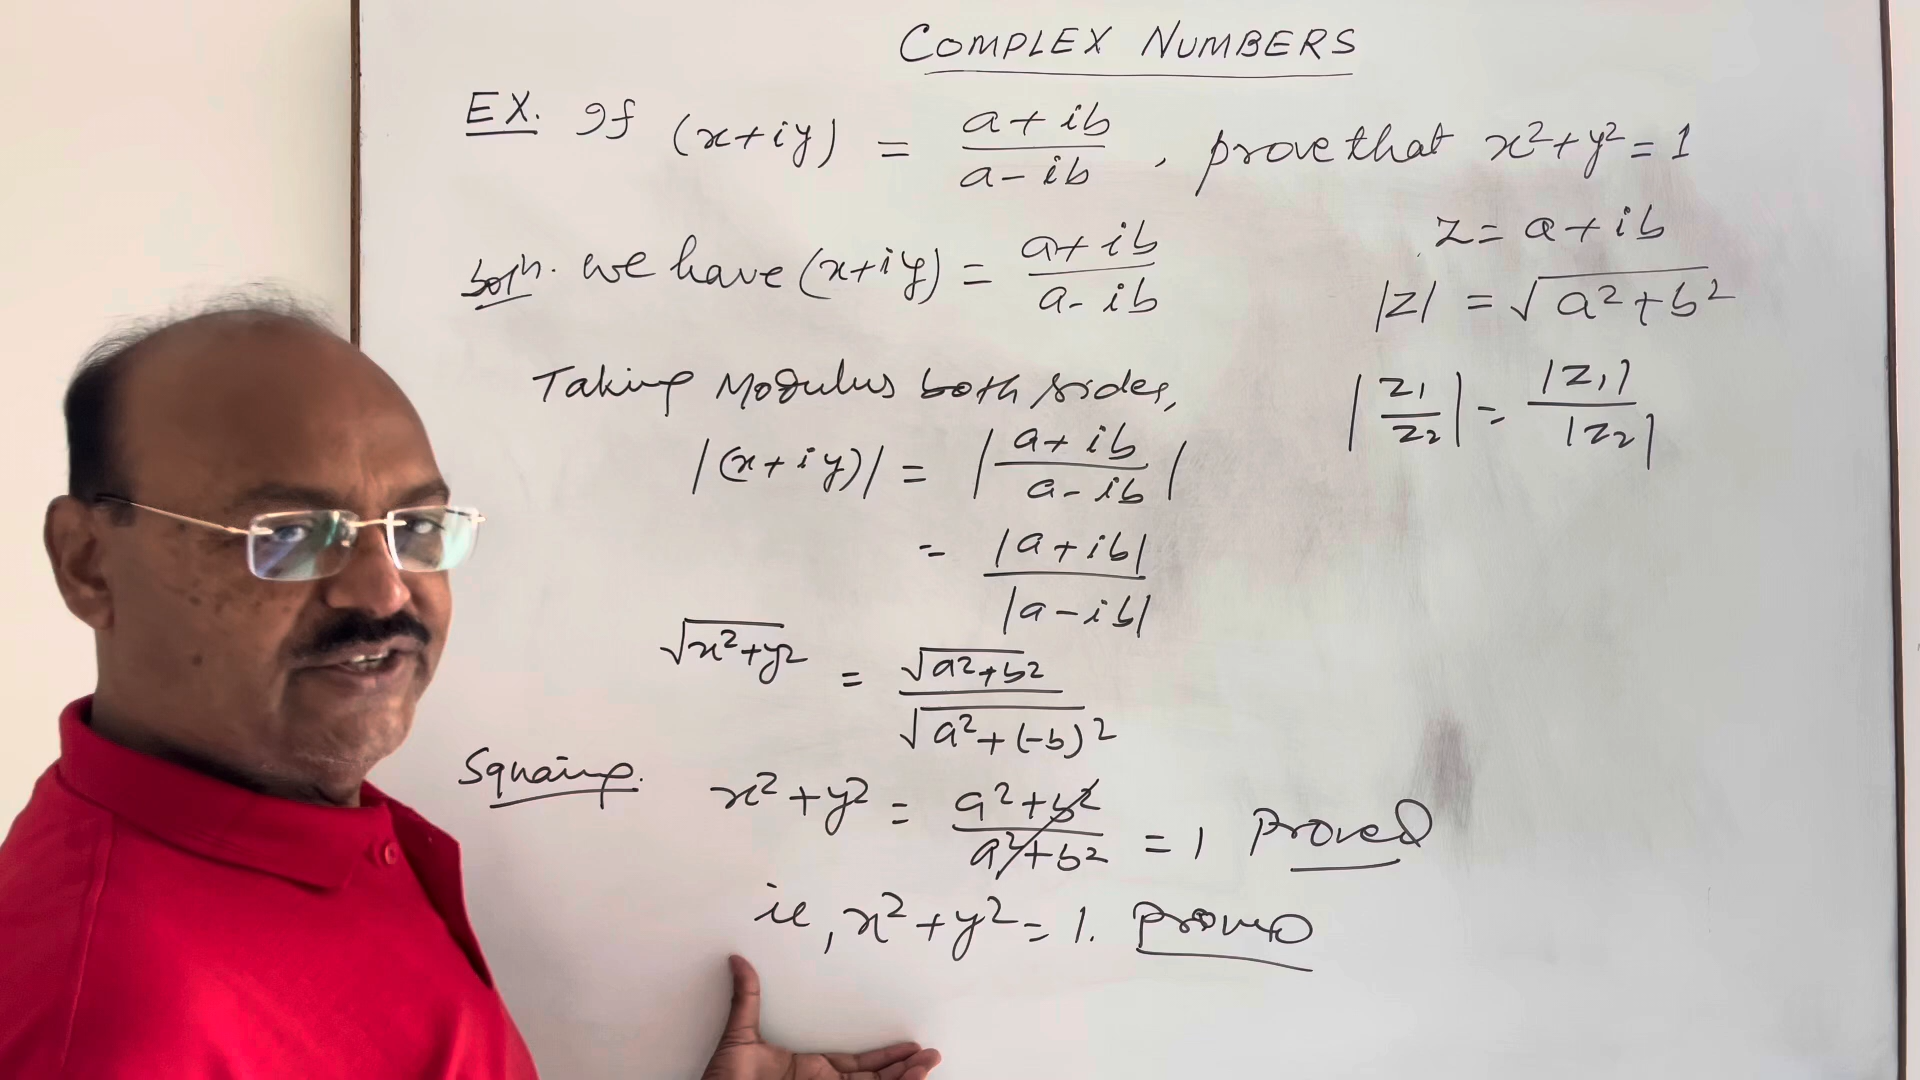 COMPLEX NUMBERS
EX. If (x+iy) = a+ib / a-ib , prove that x²+y² = 1
Soln. we have (x+iy) = a+ib / a-ib
z = a+ib
|z| = √a²+b²
|z₁/z₂| = |z₁| / |z₂|
Taking Modulus both sides,
|(x+iy)| = |a+ib / a-ib|
= |a+ib| / |a-ib|
√x²+y² = √a²+b² / √a²+(-b)²
Squaring. x²+y² = a²+b² / a²+b² = 1 Proved
ie, x²+y² = 1. Proved